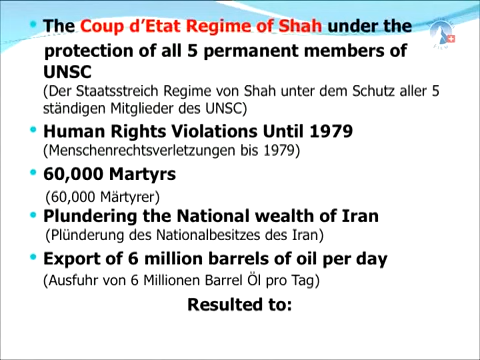 The Coup d’Etat Regime of Shah under the
protection of all 5 permanent members of
UNSC
(Der Staatsstreich Regime von Shah unter dem Schutz aller 5
ständigen Mitglieder des UNSC)
Human Rights Violations Until 1979
(Menschenrechtsverletzungen bis 1979)
60,000 Martyrs
(60,000 Märtyrer)
Plundering the National wealth of Iran
(Plünderung des Nationalbesitzes des Iran)
Export of 6 million barrels of oil per day
(Ausfuhr von 6 Millionen Barrel Öl pro Tag)
Resulted to: